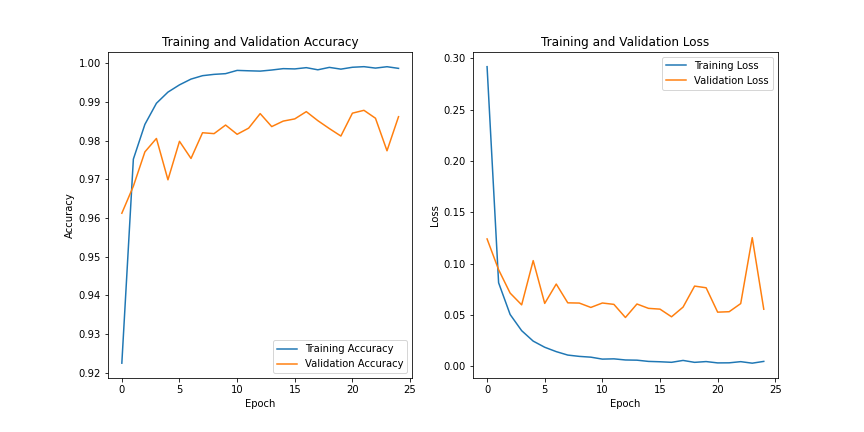 Training and Validation Accuracy
1.00
0.99
0.98
0.97
0.96
0.95
0.94
0.93
0.92
Accuracy
0
5
10
15
20
25
Epoch
Training Accuracy
Validation Accuracy
Training and Validation Loss
0.30
0.25
0.20
0.15
0.10
0.05
0.00
Loss
0
5
10
15
20
25
Epoch
Training Loss
Validation Loss